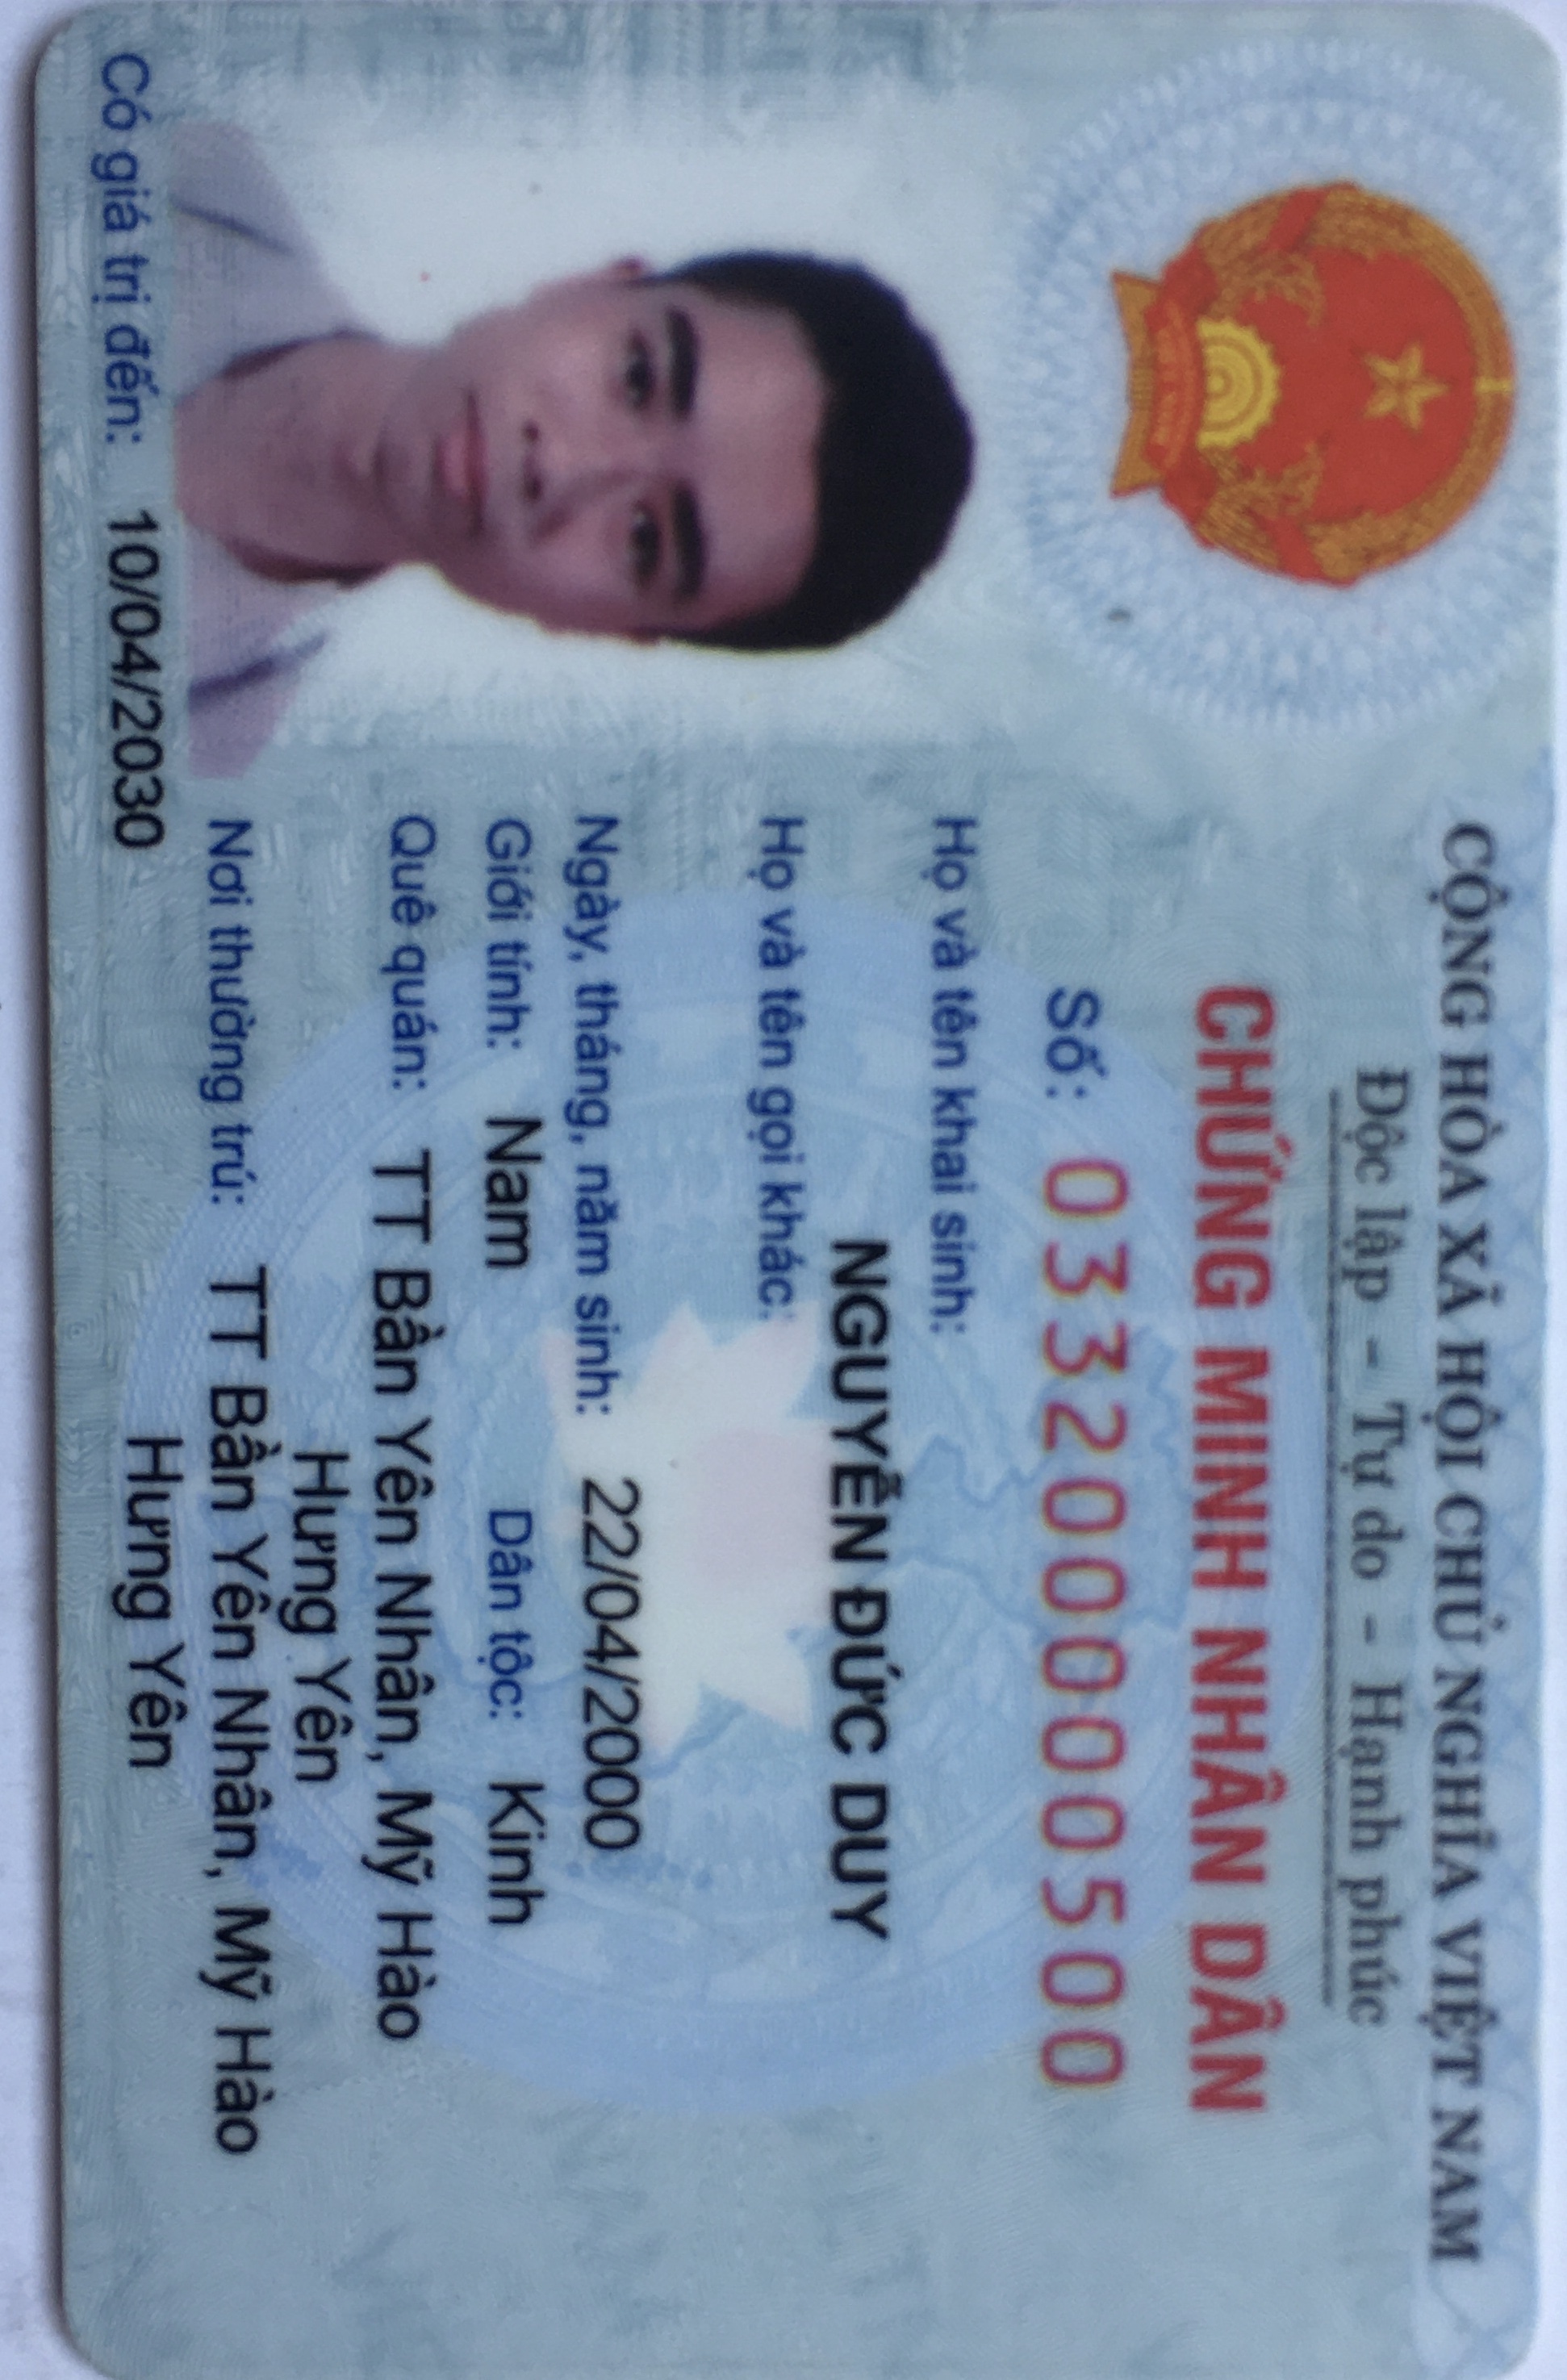 CỘNG HÒA XÃ HỘI CHỦ NGHĨA VIỆT NAM
Độc lập - Tự do - Hạnh phúc
CHỨNG MINH NHÂN DÂN
Số: 033200000500
Họ và tên khai sinh:
NGUYỄN ĐỨC DUY
Họ và tên gọi khác:
Ngày, tháng, năm sinh: 22/04/2000
Giới tính: Nam Dân tộc: Kinh
Quê quán: TT Bần Yên Nhân, Mỹ Hào
Hưng Yên
Nơi thường trú: TT Bần Yên Nhân, Mỹ Hào
Hưng Yên
Có giá trị đến: 10/04/2030